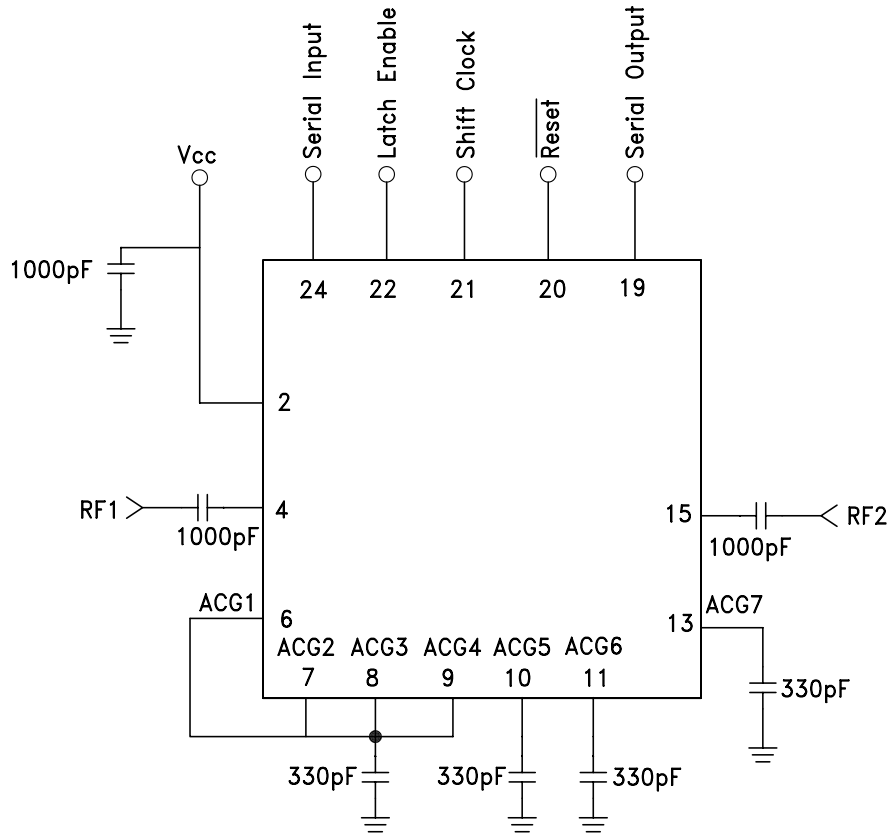 Serial Input
Latch Enable
Shift Clock
Reset
Serial Output
Vcc
1000pF
24
22
21
20
19
2
RF1
4
1000pF
15
RF2
1000pF
ACG1
6
ACG7
13
ACG2
ACG3
ACG4
ACG5
ACG6
7
8
9
10
11
330pF
330pF
330pF
330pF